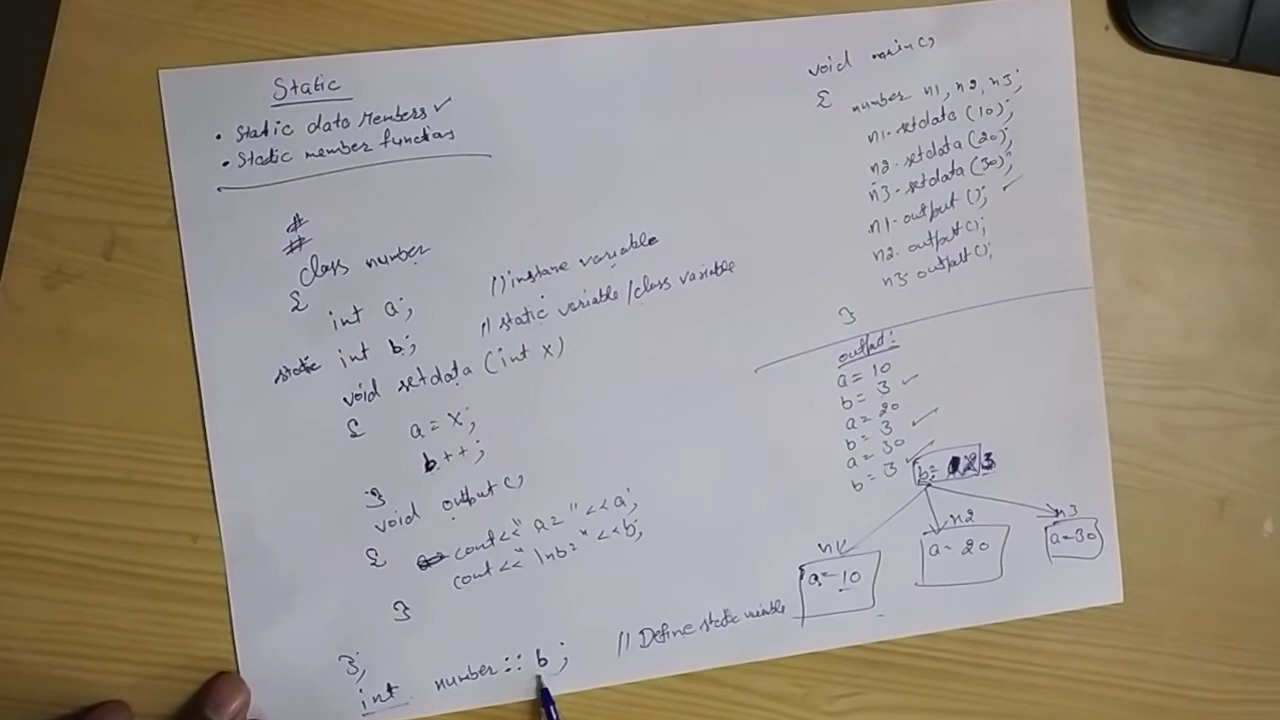 Static
• Static data Members ✓
• Static member functions
#
#
class number
{
int a; //instane variable
static int b; // static variable / class variable
void setdata (int x)
{
a = x;
b++;
}
void output()
{
cout<<"a="<<a;
cout<<"\nb="<<b;
}
};
int number::b; // Define static variable
void main()
{
number n1, n2, n3;
n1.setdata (10);
n2.setdata (20);
n3.setdata (30);
n1.output (); ✓
n2.output();
n3.output();
}
output:
a = 10
b = 3 ✓
a = 20
b = 3 ✓
a = 30
b = 3 ✓
b= 3
n1
a=10
n2
a= 20
n3
a=30